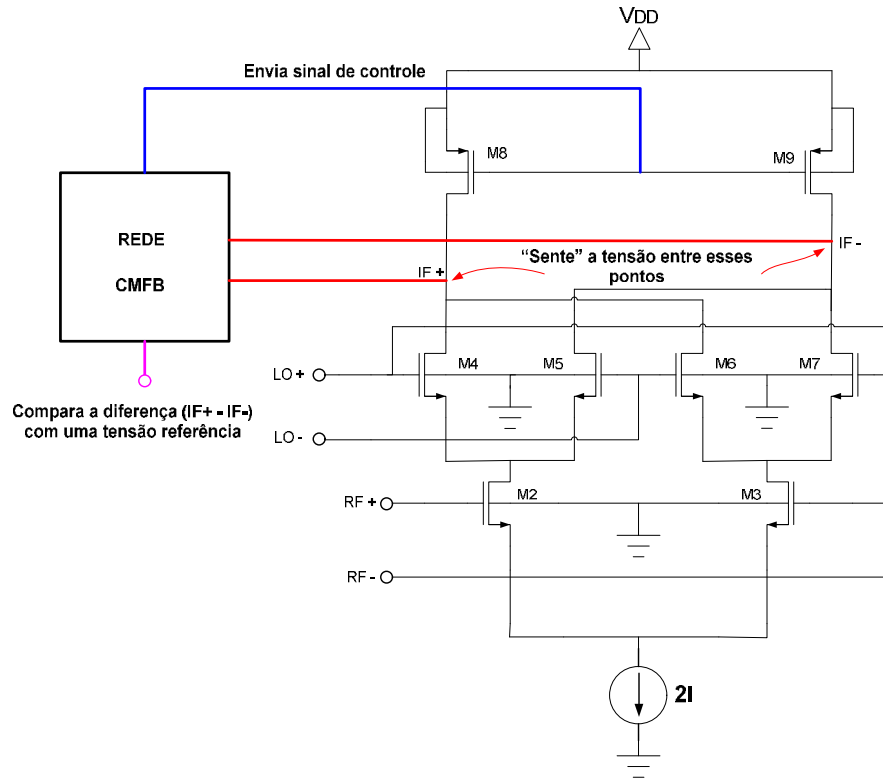 VDD
Envia sinal de controle
M8
M9
REDE
CMFB
IF -
IF +
“Sente” a tensão entre esses
pontos
M4
M5
M6
M7
LO +
Compara a diferença (IF+ - IF-)
com uma tensão referência
LO -
RF +
M2
M3
RF -
2I